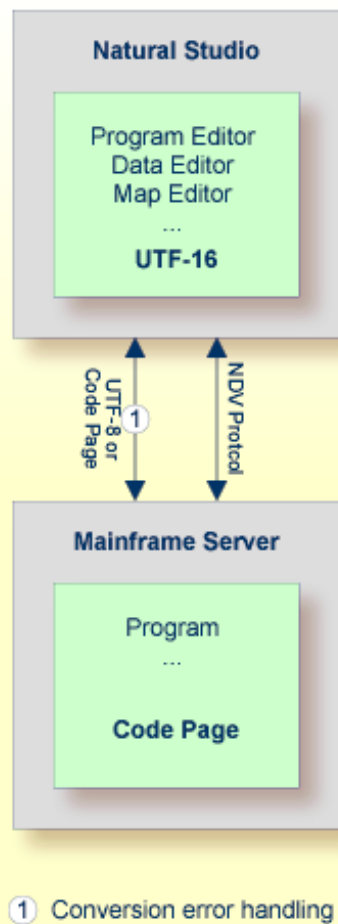 Natural Studio
Program Editor
Data Editor
Map Editor
...
UTF-16
UTF-8 or
Code Page
1
NDV Protcol
Mainframe Server
Program
...
Code Page
1 Conversion error handling